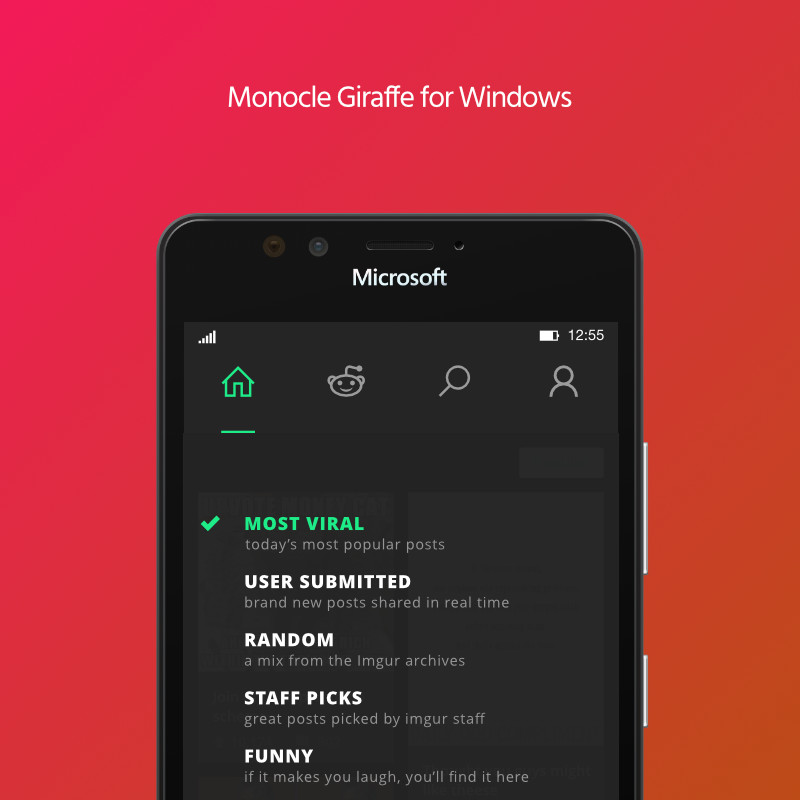 Monocle Giraffe for Windows
Microsoft
12:55
MOST VIRAL
today's most popular posts
USER SUBMITTED
brand new posts shared in real time
RANDOM
a mix from the Imgur archives
STAFF PICKS
great posts picked by imgur staff
FUNNY
if it makes you laugh, you'll find it here